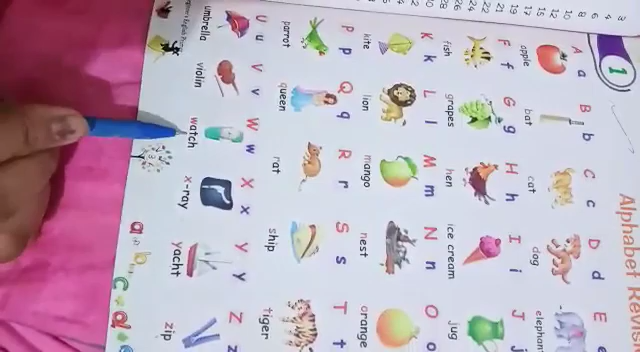 Alphabet Revis
1
A a B b C c D d E e
apple bat cat dog elephan
F f G g H h I i J j
fish grapes hen ice cream jug
K k L l M m N n O o
kite lion mango nest orange
P p Q q R r S s T t
parrot queen rat ship tiger
U u V v W w X x Y y Z z
umbrella violin watch x-ray yacht zip